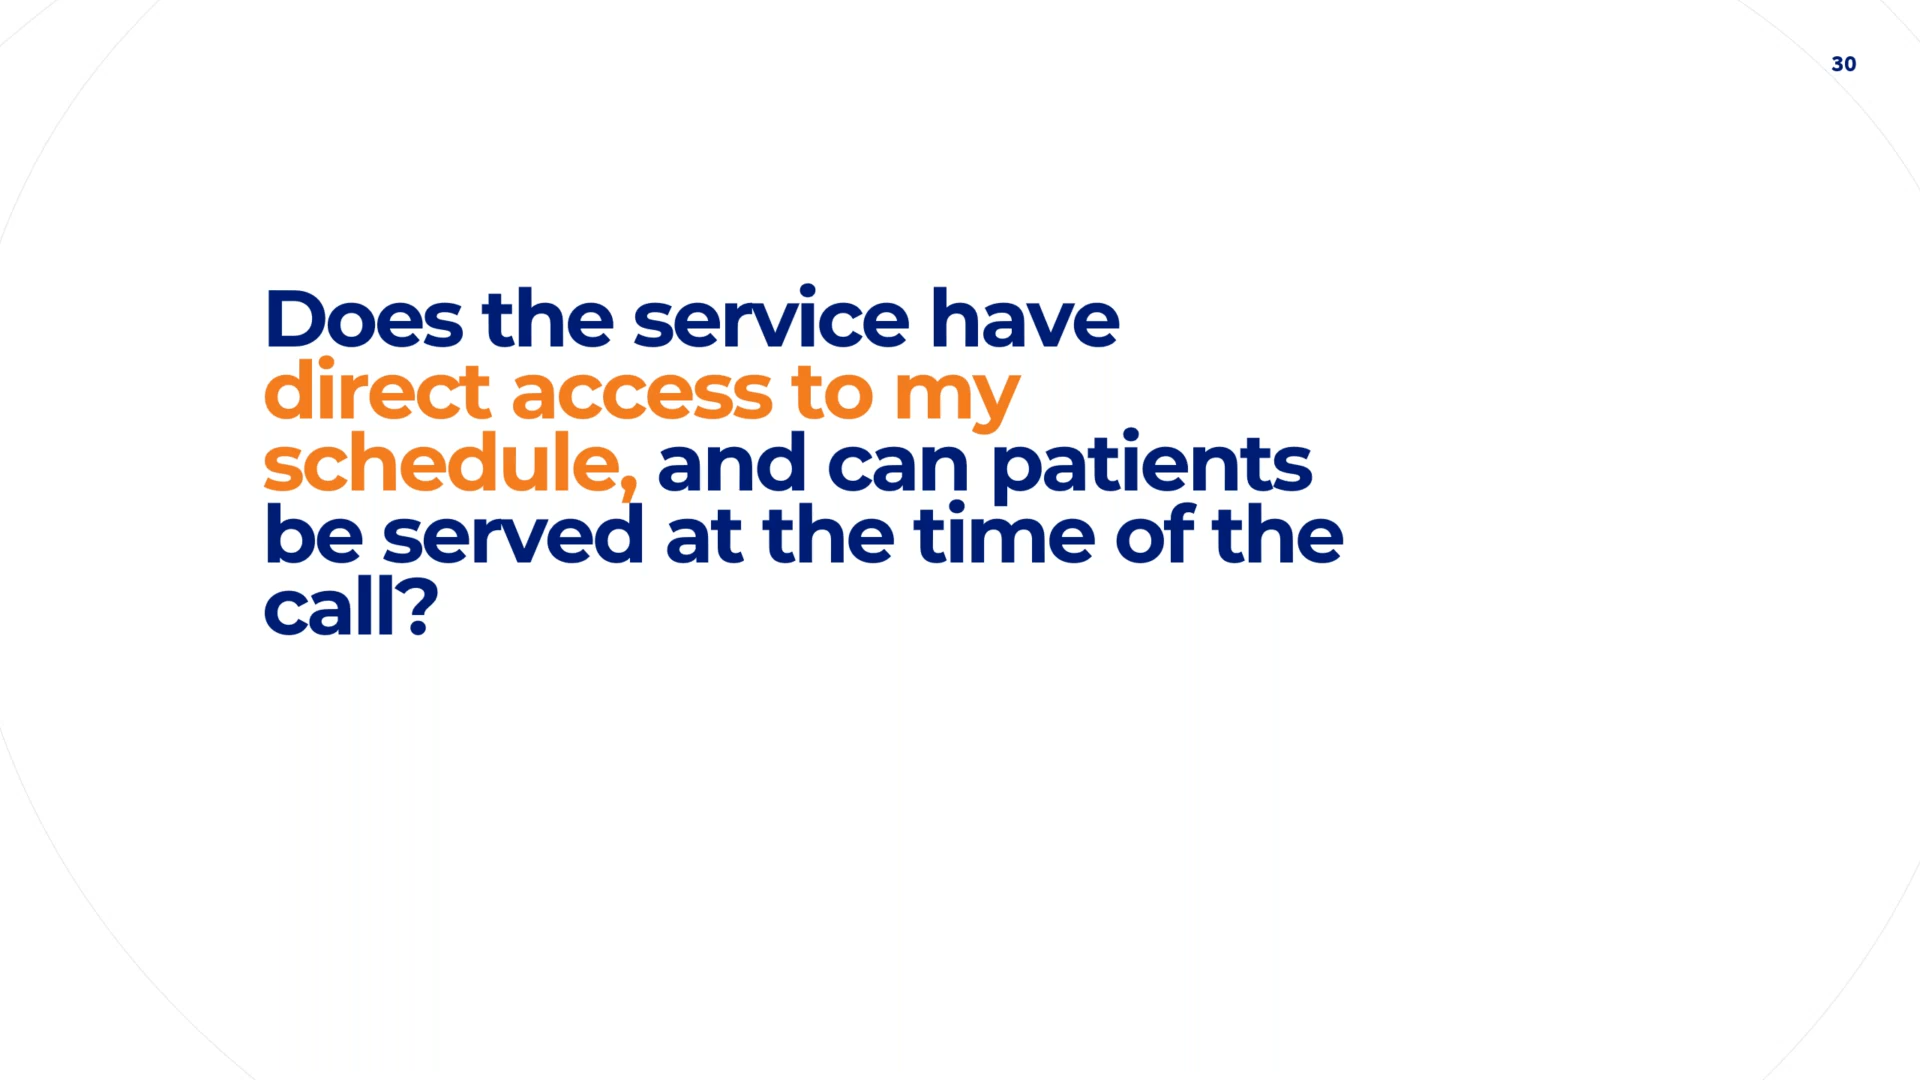 30
Does the service have
direct access to my
schedule, and can patients
be served at the time of the
call?